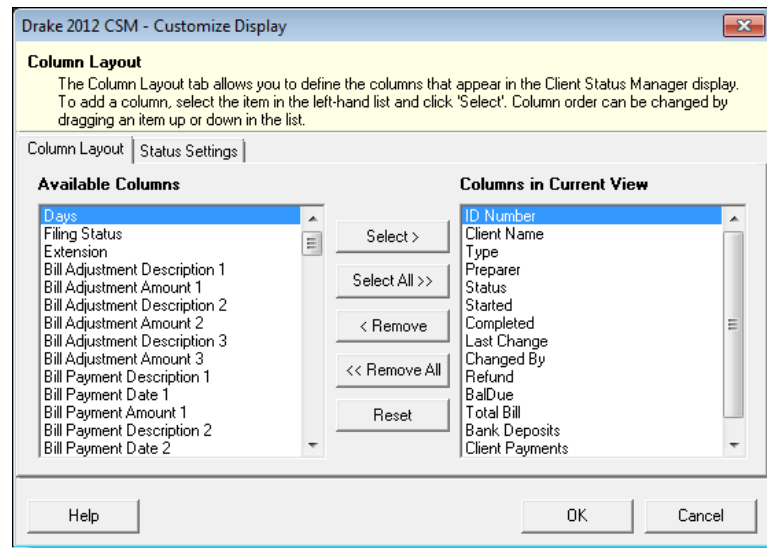 Drake 2012 CSM - Customize Display
Column Layout
The Column Layout tab allows you to define the columns that appear in the Client Status Manager display.
To add a column, select the item in the left-hand list and click 'Select'. Column order can be changed by
dragging an item up or down in the list.
Column Layout
Status Settings
Available Columns
Days
Filing Status
Extension
Bill Adjustment Description 1
Bill Adjustment Amount 1
Bill Adjustment Description 2
Bill Adjustment Amount 2
Bill Adjustment Description 3
Bill Adjustment Amount 3
Bill Payment Description 1
Bill Payment Date 1
Bill Payment Amount 1
Bill Payment Description 2
Bill Payment Date 2
Select >
Select All >>
< Remove
<< Remove All
Reset
Columns in Current View
ID Number
Client Name
Type
Preparer
Status
Started
Completed
Last Change
Changed By
Refund
BalDue
Total Bill
Bank Deposits
Client Payments
Help
OK
Cancel